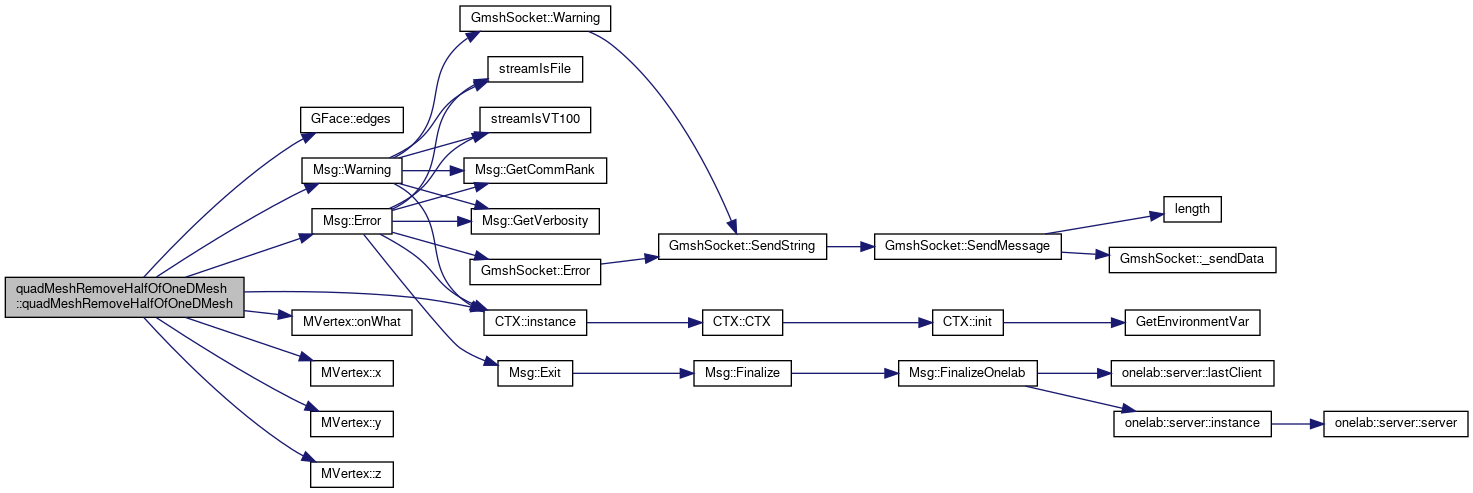 GmshSocket::Warning
streamIsFile
GFace::edges
streamIsVT100
Msg::Warning
Msg::GetCommRank
Msg::Error
Msg::GetVerbosity
length
GmshSocket::SendString
GmshSocket::SendMessage
GmshSocket::_sendData
GmshSocket::Error
quadMeshRemoveHalfOfOneDMesh
::quadMeshRemoveHalfOfOneDMesh
MVertex::onWhat
CTX::instance
CTX::CTX
CTX::init
GetEnvironmentVar
MVertex::x
Msg::Exit
Msg::Finalize
Msg::FinalizeOnelab
onelab::server::lastClient
MVertex::y
onelab::server::instance
onelab::server::server
MVertex::z